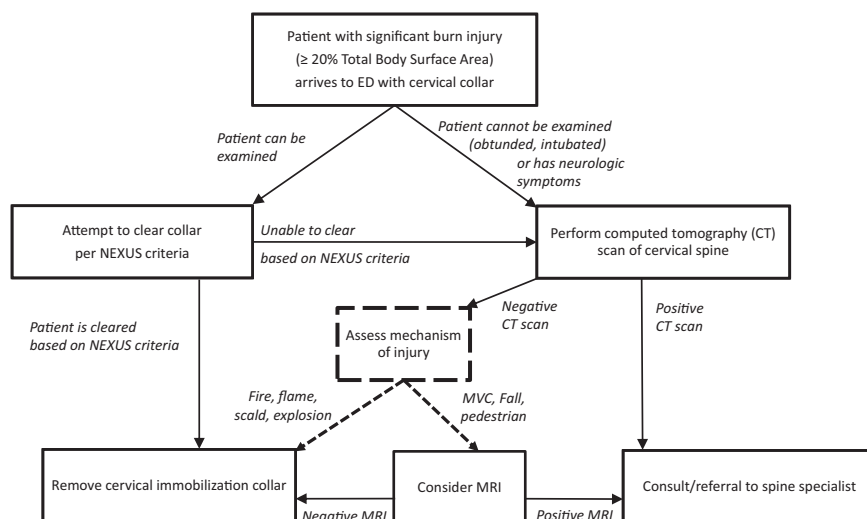 Patient with significant burn injury
(≥ 20% Total Body Surface Area)
arrives to ED with cervical collar
Patient can be
examined
Patient cannot be examined
(obtunded, intubated)
or has neurologic
symptoms
Attempt to clear collar
per NEXUS criteria
Unable to clear
based on NEXUS criteria
Perform computed tomography (CT)
scan of cervical spine
Patient is cleared
based on NEXUS criteria
Negative
CT scan
Positive
CT scan
Assess mechanism
of injury
Fire, flame,
scald, explosion
MVC, Fall,
pedestrian
Remove cervical immobilization collar
Negative MRI
Consider MRI
Positive MRI
Consult/referral to spine specialist